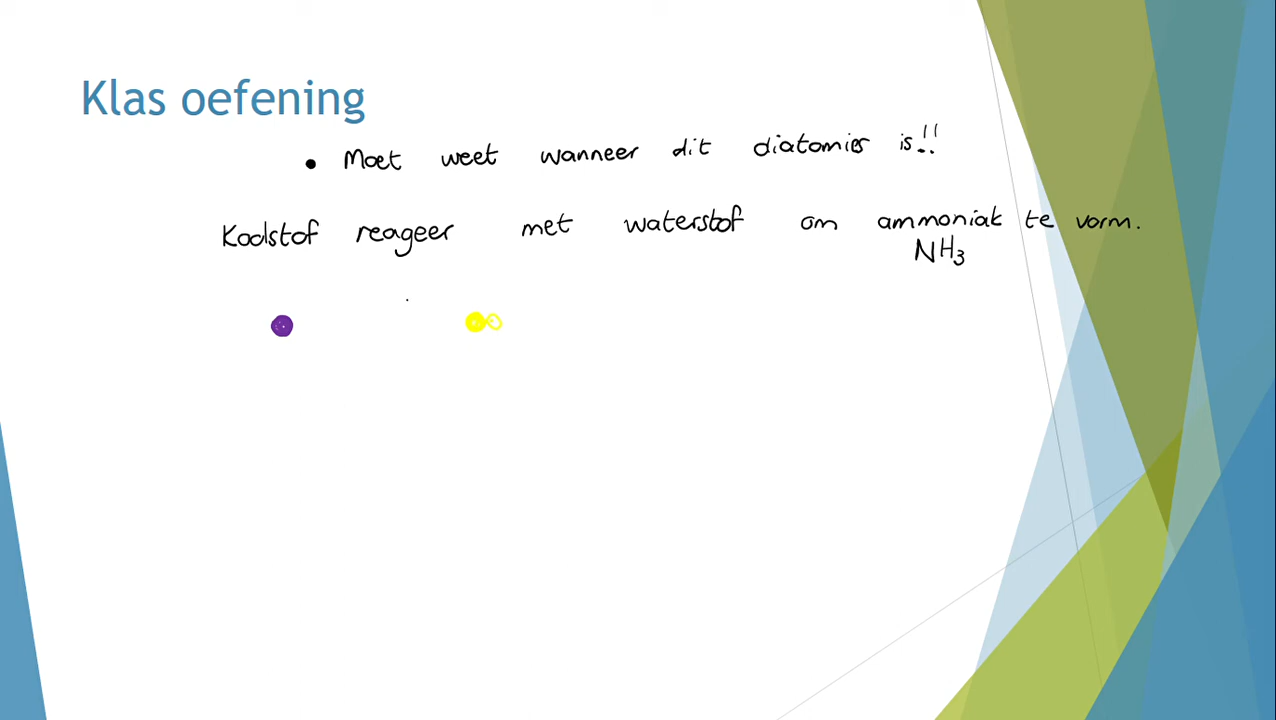 Klas oefening
• Moet weet wanneer dit diatomies is!!
Koolstof reageer met waterstof om ammoniak te vorm.
NH₃